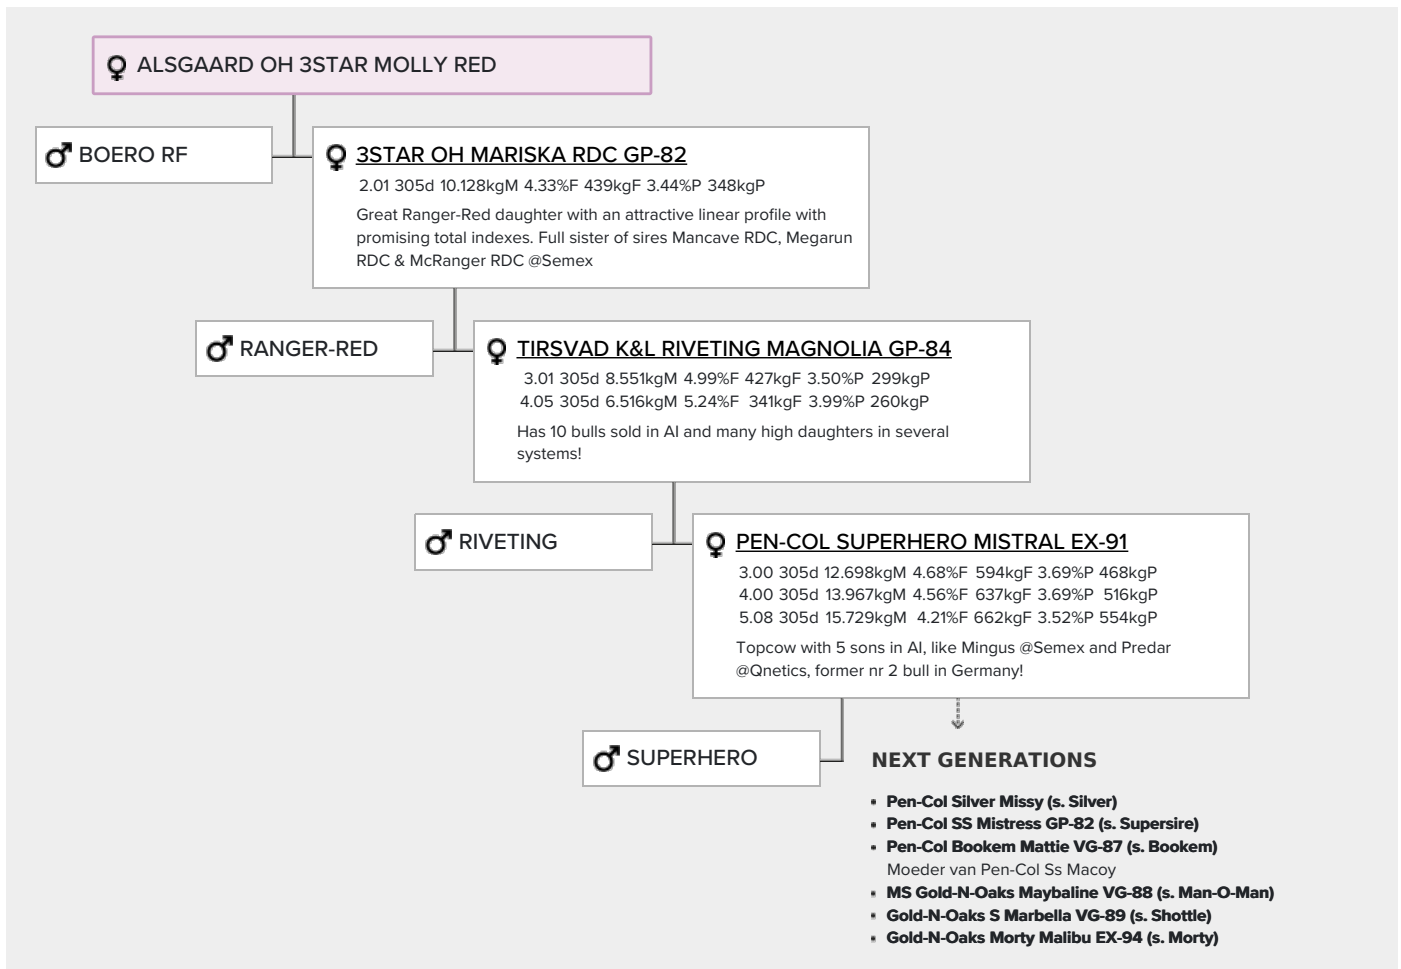 ALSGAARD OH 3STAR MOLLY RED
BOERO RF
3STAR OH MARISKA RDC GP-82
2.01 305d 10.128kgM 4.33%F 439kgF 3.44%P 348kgP
Great Ranger-Red daughter with an attractive linear profile with
promising total indexes. Full sister of sires Mancave RDC, Megarun
RDC & McRanger RDC @Semex
RANGER-RED
TIRSVAD K&L RIVETING MAGNOLIA GP-84
3.01 305d 8.551kgM 4.99%F 427kgF 3.50%P 299kgP
4.05 305d 6.516kgM 5.24%F 341kgF 3.99%P 260kgP
Has 10 bulls sold in AI and many high daughters in several
systems!
RIVETING
PEN-COL SUPERHERO MISTRAL EX-91
3.00 305d 12.698kgM 4.68%F 594kgF 3.69%P 468kgP
4.00 305d 13.967kgM 4.56%F 637kgF 3.69%P 516kgP
5.08 305d 15.729kgM 4.21%F 662kgF 3.52%P 554kgP
Topcow with 5 sons in AI, like Mingus @Semex and Predar
@Qnetics, former nr 2 bull in Germany!
SUPERHERO
NEXT GENERATIONS
Pen-Col Silver Missy (s. Silver)
Pen-Col SS Mistress GP-82 (s. Supersire)
Pen-Col Bookem Mattie VG-87 (s. Bookem)
Moeder van Pen-Col Ss Macoy
MS Gold-N-Oaks Maybaline VG-88 (s. Man-O-Man)
Gold-N-Oaks S Marbella VG-89 (s. Shottle)
Gold-N-Oaks Morty Malibu EX-94 (s. Morty)